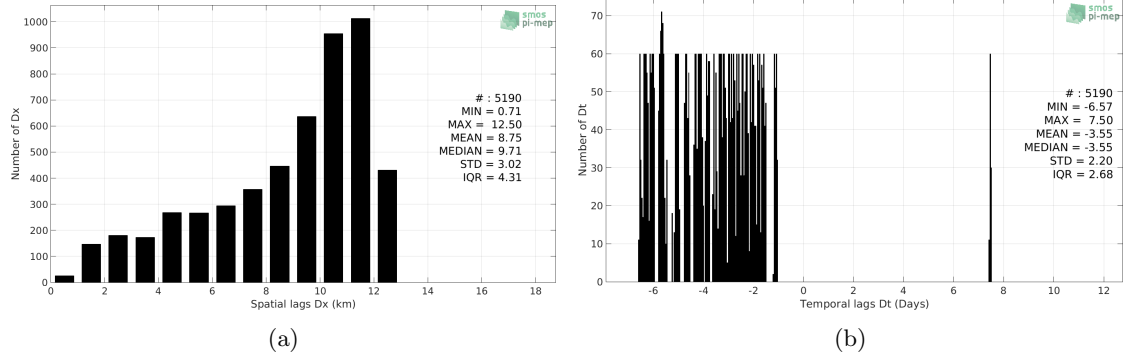 1000
900
800
700
600
500
400
300
200
100
0
0 2 4 6 8 10 12 14 16 18
Number of Dx
Spatial lags Dx (km)
smos
pi-mep
# : 5190
MIN = 0.71
MAX = 12.50
MEAN = 8.75
MEDIAN = 9.71
STD = 3.02
IQR = 4.31
(a)
70
60
50
40
30
20
10
0
-6 -4 -2 0 2 4 6 8 10 12
Number of Dt
Temporal lags Dt (Days)
smos
pi-mep
# : 5190
MIN = -6.57
MAX = 7.50
MEAN = -3.55
MEDIAN = -3.55
STD = 2.20
IQR = 2.68
(b)